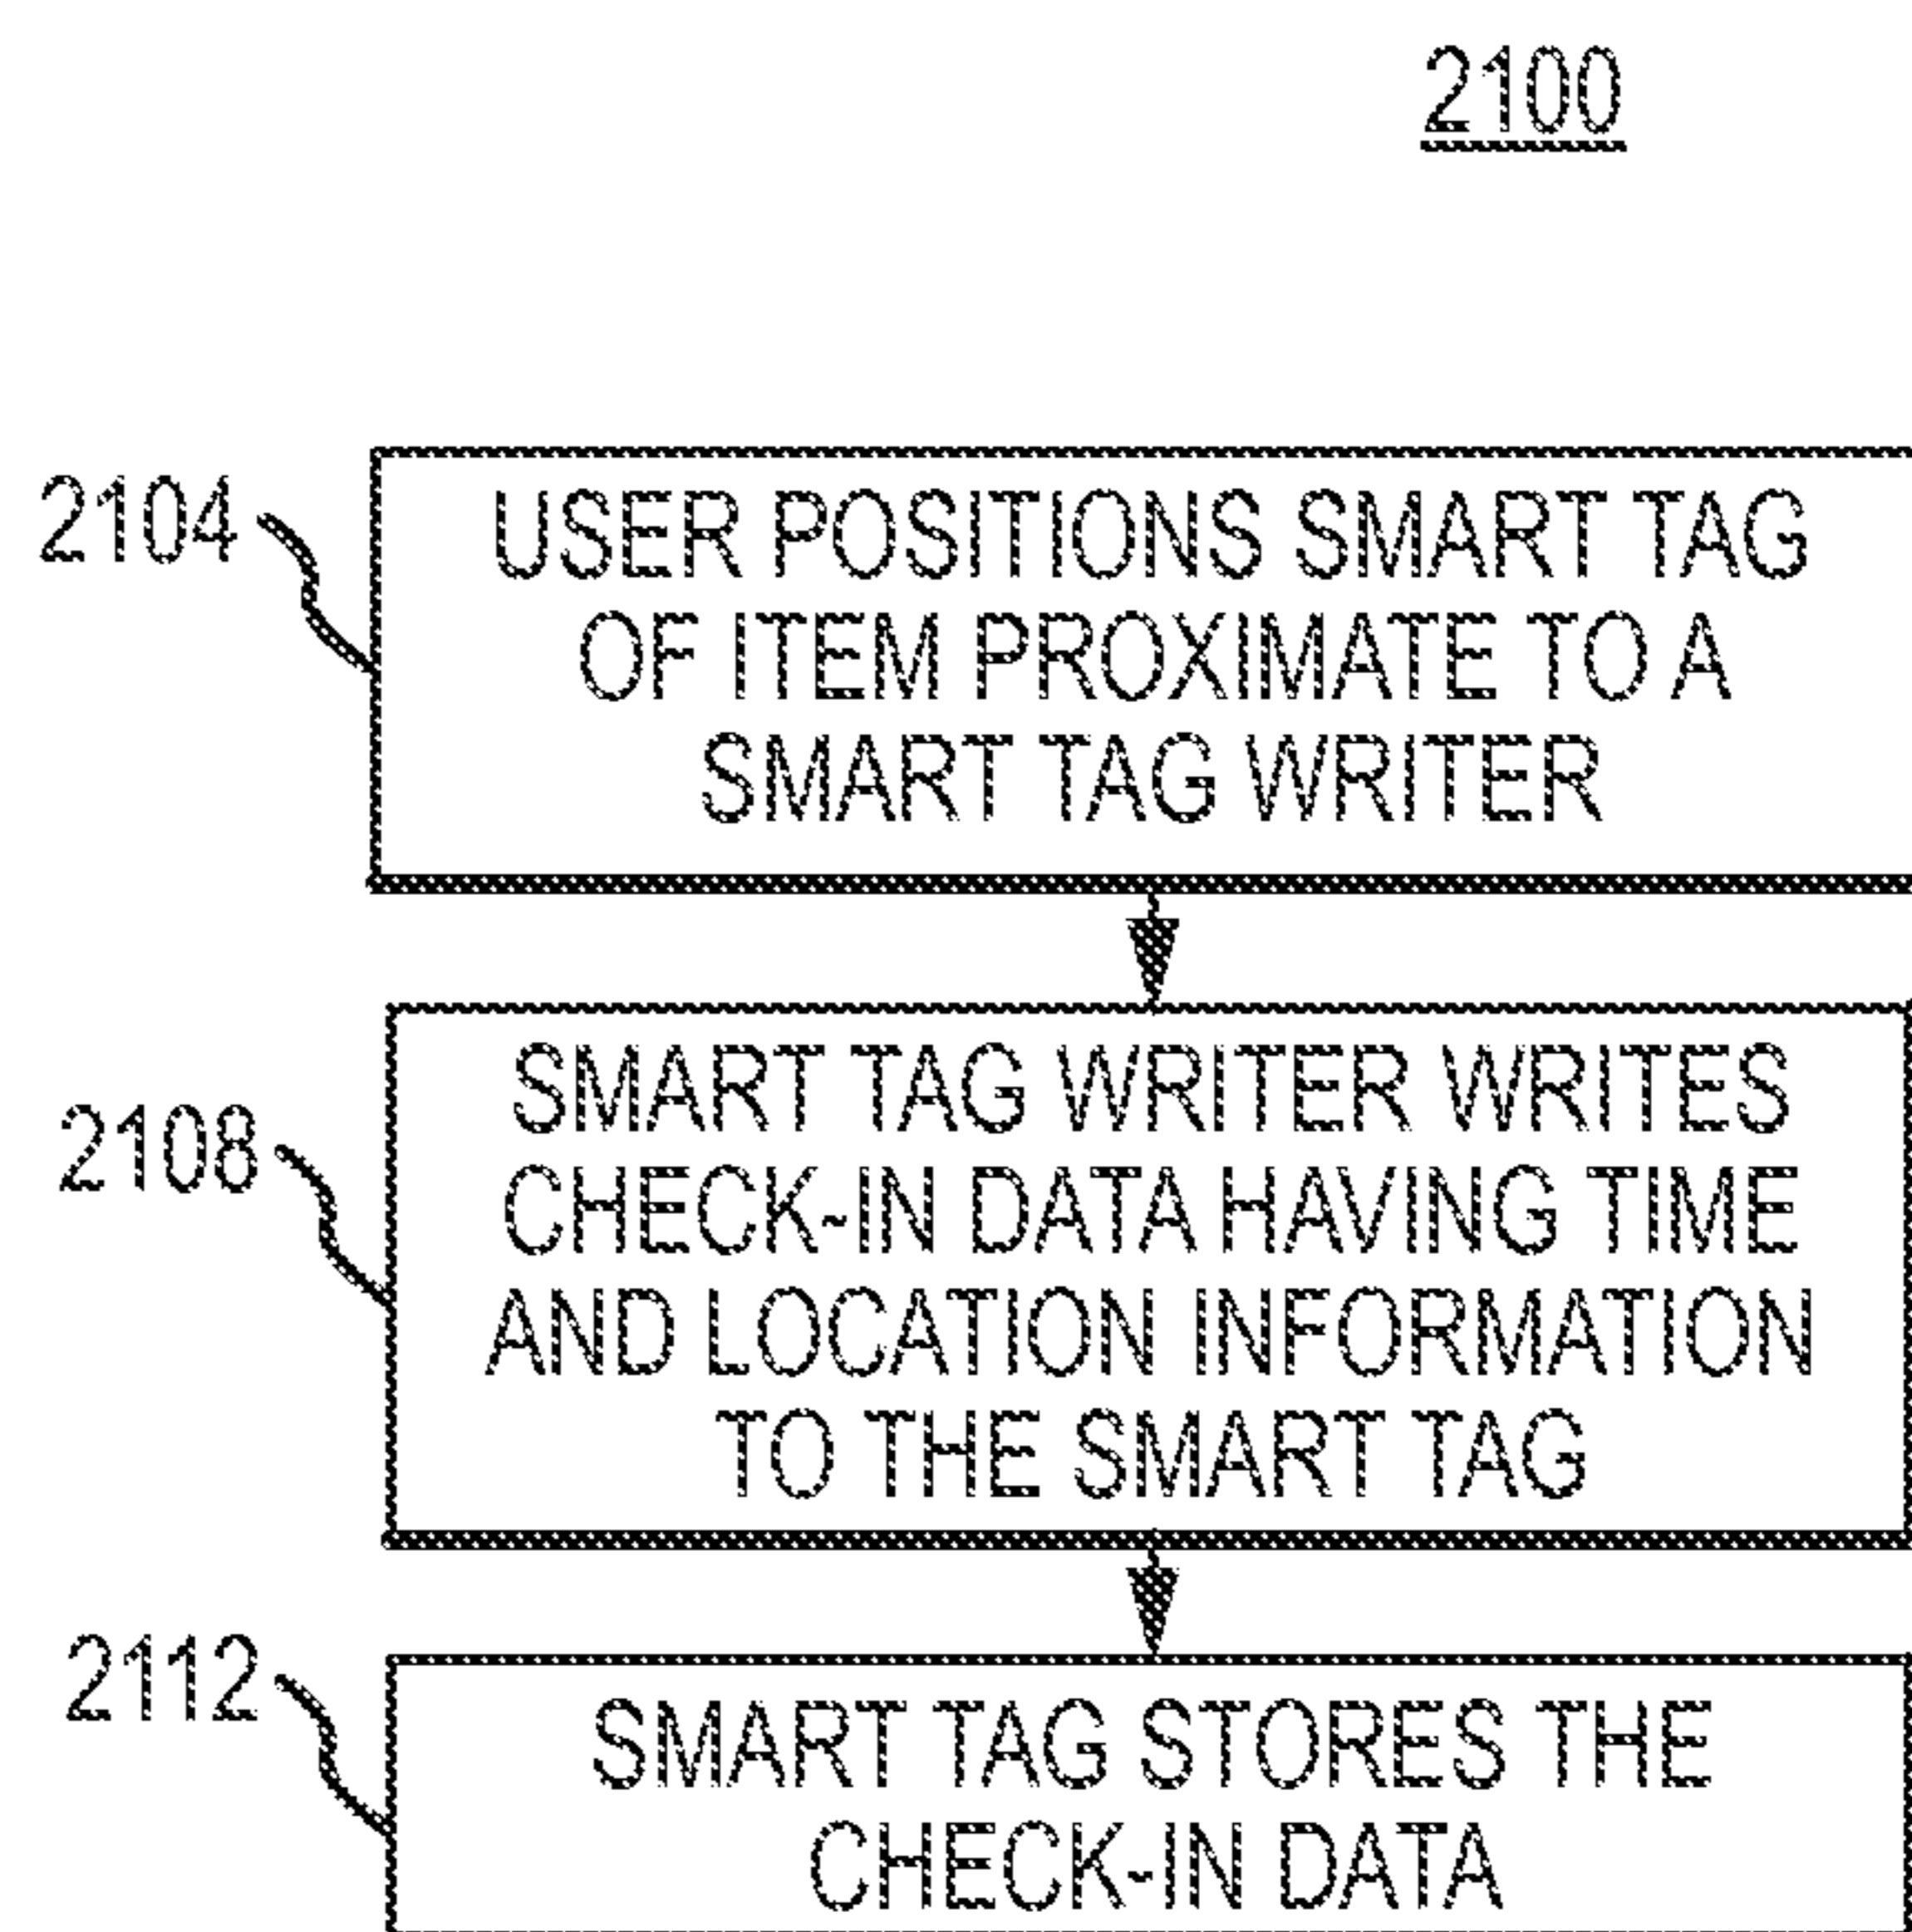 2100
2104
USER POSITIONS SMART TAG
OF ITEM PROXIMATE TO A
SMART TAG WRITER
2108
SMART TAG WRITER WRITES
CHECK-IN DATA HAVING TIME
AND LOCATION INFORMATION
TO THE SMART TAG
2112
SMART TAG STORES THE
CHECK-IN DATA